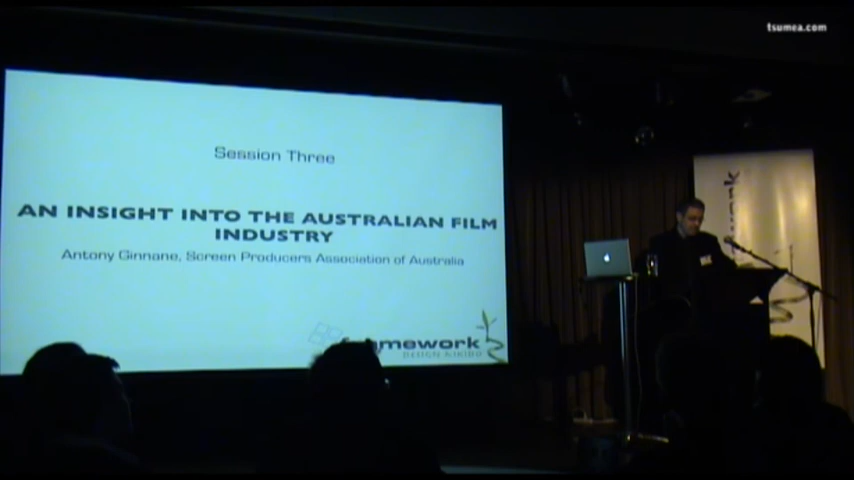 tsumea.com
Session Three
AN INSIGHT INTO THE AUSTRALIAN FILM
INDUSTRY
Antony Ginnane, Screen Producers Association of Australia